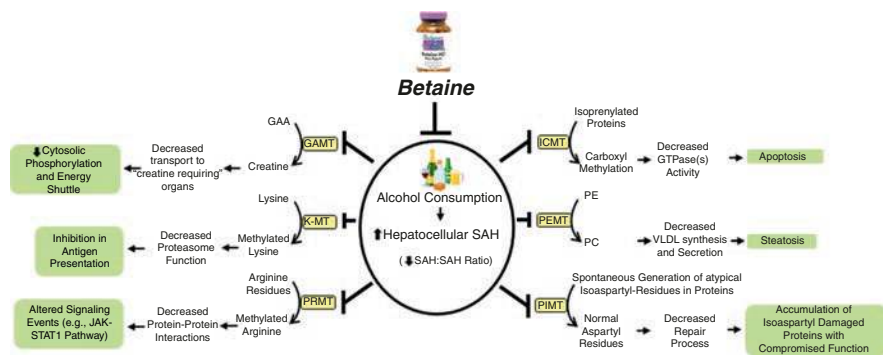 Betaine
GAA
GAMT
Creatine
Decreased
transport to
"creatine requiring"
organs
Cytosolic
Phosphorylation
and Energy
Shuttle
Lysine
K-MT
Methylated
Lysine
Decreased
Proteasome
Function
Inhibition in
Antigen
Presentation
Arginine
Residues
PRMT
Methylated
Arginine
Decreased
Protein-Protein
Interactions
Altered Signaling
Events (e.g., JAK-
STAT1 Pathway)
Alcohol Consumption
Hepatocellular SAH
(SAH:SAH Ratio)
Isoprenylated
Proteins
ICMT
Carboxyl
Methylation
Decreased
GTPase(s)
Activity
Apoptosis
PE
PEMT
PC
Decreased
VLDL synthesis
and Secretion
Steatosis
Spontaneous Generation of atypical
Isoaspartyl-Residues in Proteins
PIMT
Normal
Aspartyl
Residues
Decreased
Repair
Process
Accumulation of
Isoaspartyl Damaged
Proteins with
Compromised Function